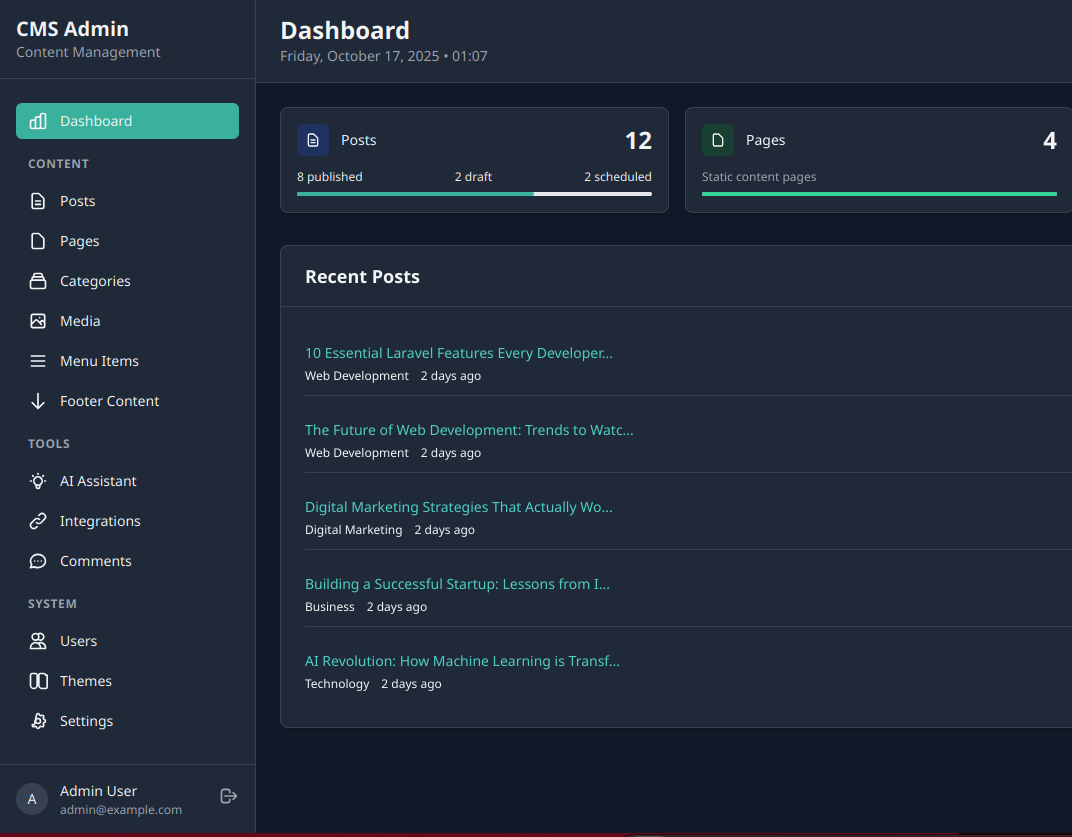 CMS Admin
Content Management
Dashboard
CONTENT
Posts
Pages
Categories
Media
Menu Items
Footer Content
TOOLS
AI Assistant
Integrations
Comments
SYSTEM
Users
Themes
Settings
A
Admin User
admin@example.com
Dashboard
Friday, October 17, 2025 • 01:07
Posts 12
8 published 2 draft 2 scheduled
Pages 4
Static content pages
Recent Posts
10 Essential Laravel Features Every Developer...
Web Development 2 days ago
The Future of Web Development: Trends to Watc...
Web Development 2 days ago
Digital Marketing Strategies That Actually Wo...
Digital Marketing 2 days ago
Building a Successful Startup: Lessons from I...
Business 2 days ago
AI Revolution: How Machine Learning is Transf...
Technology 2 days ago